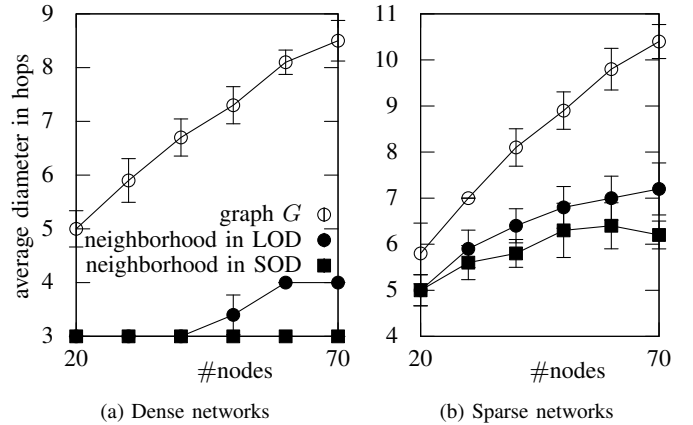 average diameter in hops
9
8
7
6
5
4
3
20
70
#nodes
graph G
neighborhood in LOD
neighborhood in SOD
(a) Dense networks
11
10
9
8
7
6
5
4
20
70
#nodes
(b) Sparse networks